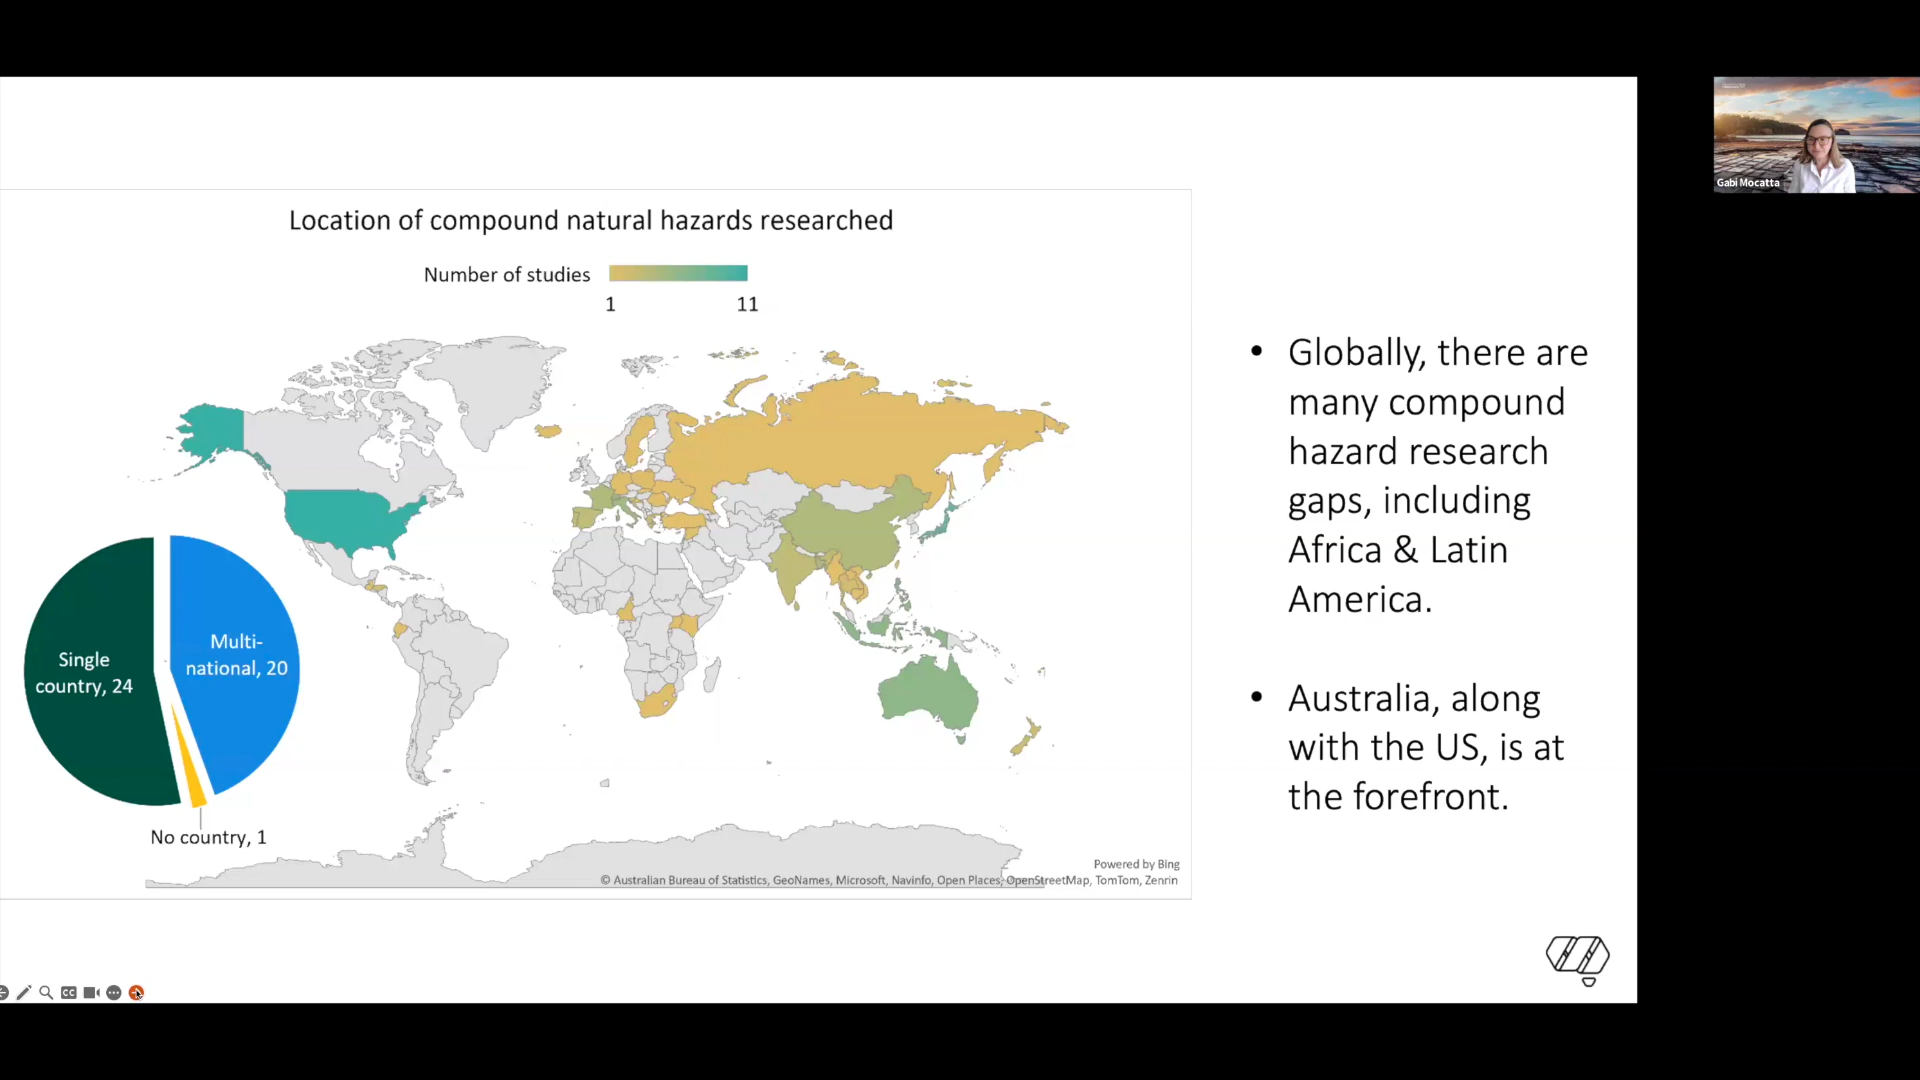 Location of compound natural hazards researched
Number of studies
1
11
Single
country, 24
Multi-
national, 20
No country, 1
Powered by Bing
© Australian Bureau of Statistics, GeoNames, Microsoft, Navinfo, Open Places, OpenStreetMap, TomTom, Zenrin
• Globally, there are
many compound
hazard research
gaps, including
Africa & Latin
America.
• Australia, along
with the US, is at
the forefront.
Gabi Mocatta
CC